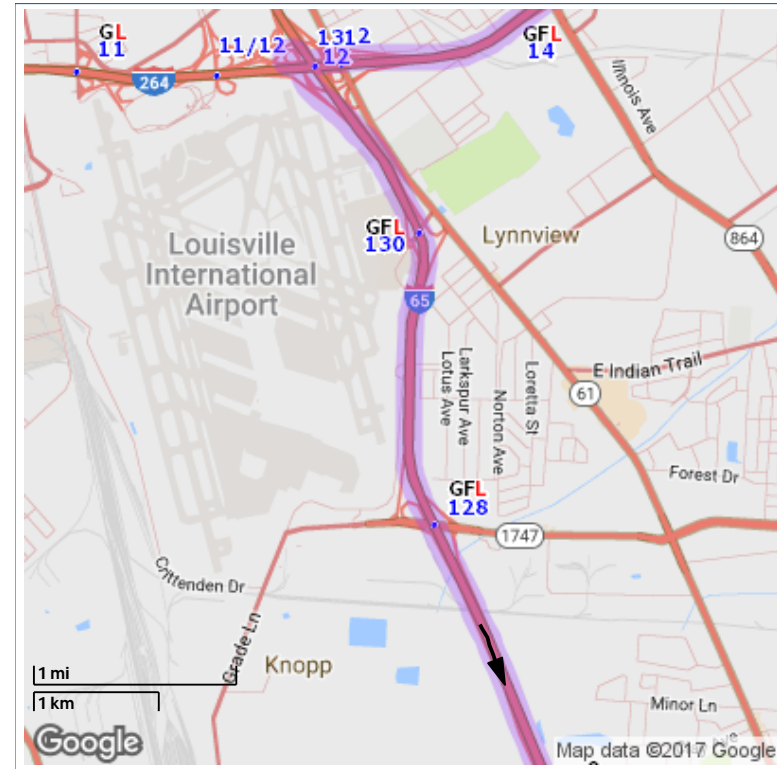 GL
11
11/12
1312
12
GFL
14
264
Illinois Ave
GFL
130
Lynnview
864
Louisville
International
Airport
65
Larkspur Ave
Lotus Ave
Norton Ave
Loretta St
E Indian Trail
61
Forest Dr
GFL
128
1747
Crittenden Dr
Grade Ln
Knopp
1 mi
1 km
Minor Ln
Google
Map data ©2017 Google